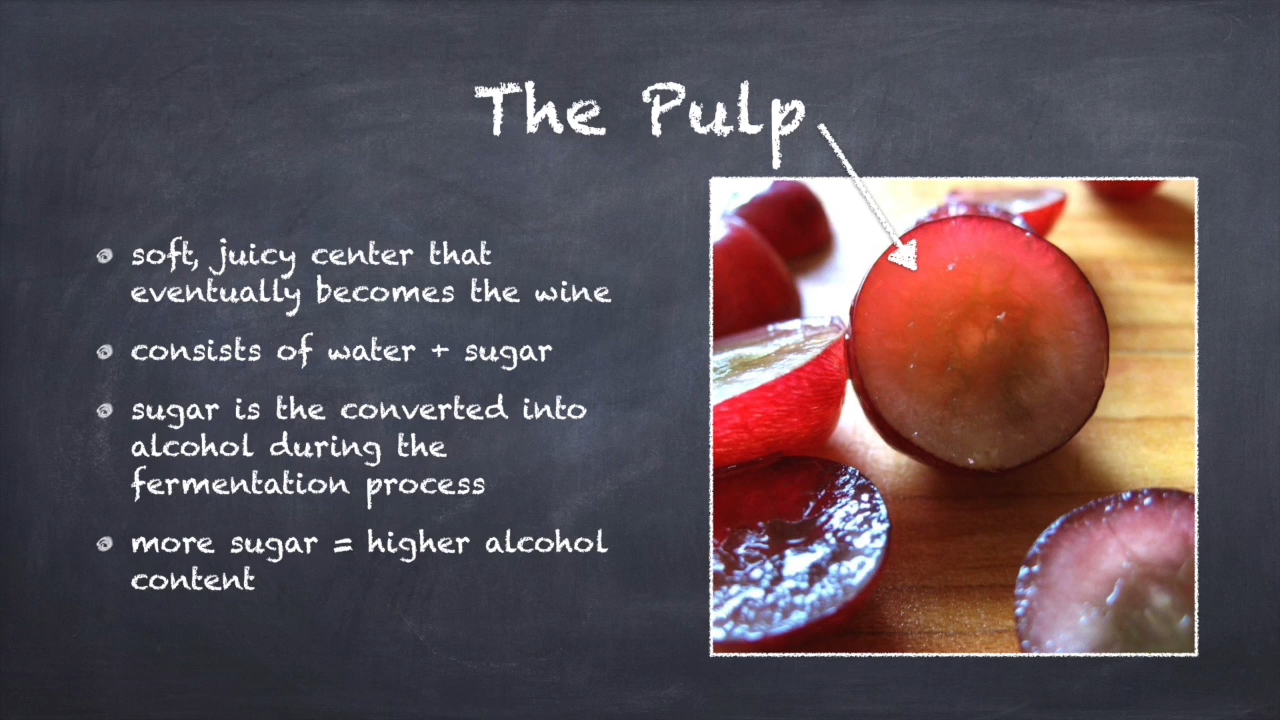 The Pulp
soft, juicy center that
eventually becomes the wine
consists of water + sugar
sugar is the converted into
alcohol during the
fermentation process
more sugar = higher alcohol
content